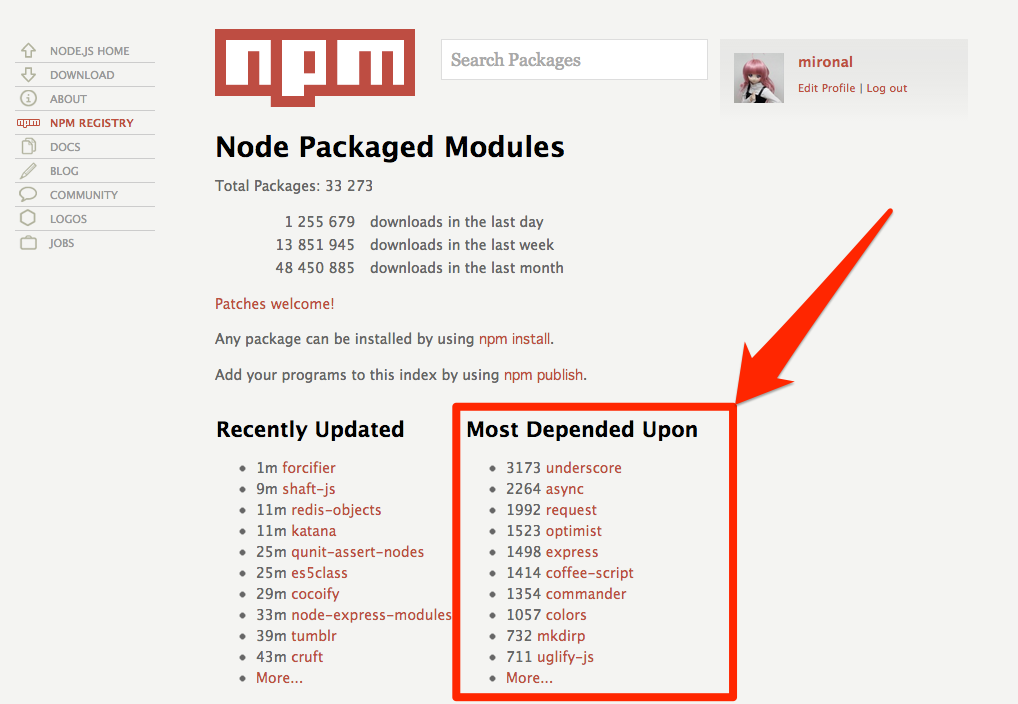 NODE.JS HOME
DOWNLOAD
ABOUT
npm NPM REGISTRY
DOCS
BLOG
COMMUNITY
LOGOS
JOBS
npm
Search Packages
mironal
Edit Profile | Log out
Node Packaged Modules
Total Packages: 33 273
1 255 679 downloads in the last day
13 851 945 downloads in the last week
48 450 885 downloads in the last month
Patches welcome!
Any package can be installed by using npm install.
Add your programs to this index by using npm publish.
Recently Updated
1m forcifier
9m shaft-js
11m redis-objects
11m katana
25m qunit-assert-nodes
25m es5class
29m cocoify
33m node-express-modules
39m tumblr
43m cruft
More...
Most Depended Upon
3173 underscore
2264 async
1992 request
1523 optimist
1498 express
1414 coffee-script
1354 commander
1057 colors
732 mkdirp
711 uglify-js
More...